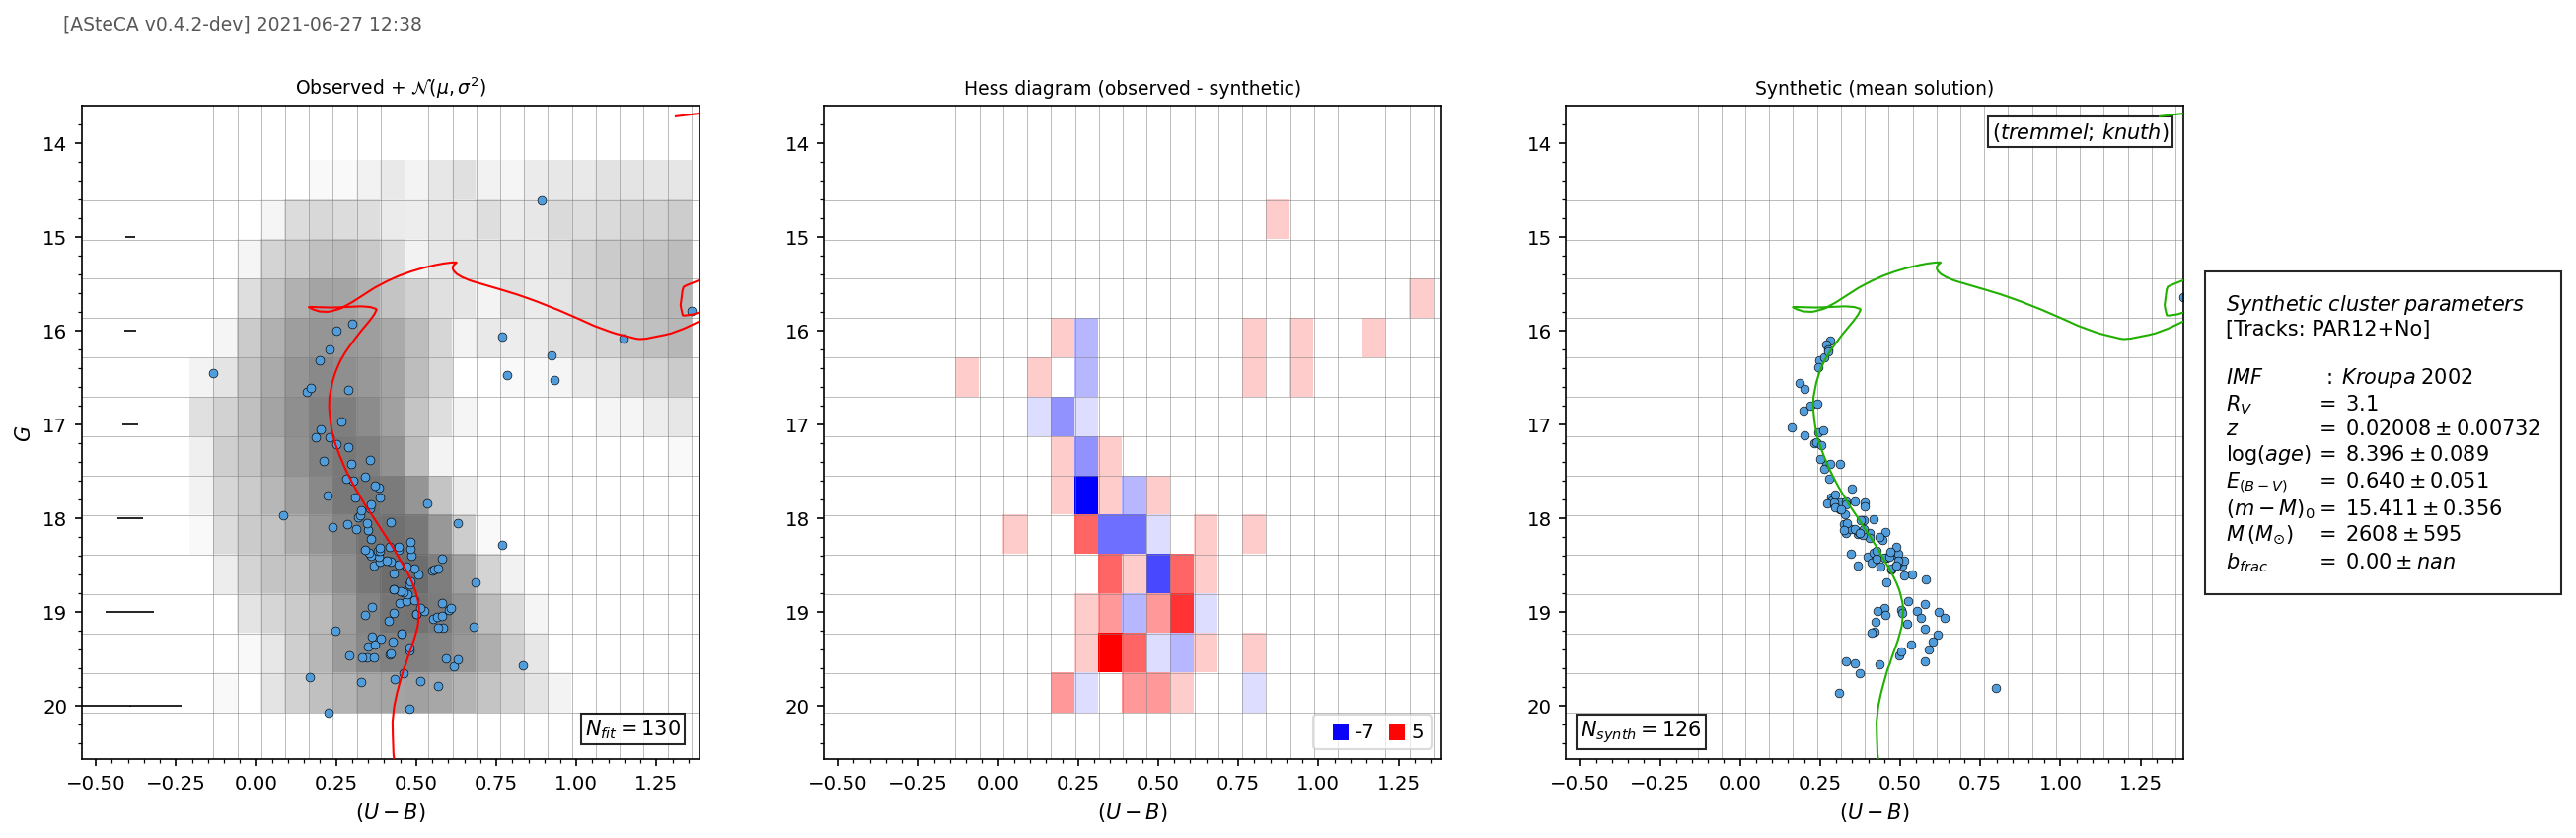 [ASteCA v0.4.2-dev] 2021-06-27 12:38
Observed + 𝒩(μ, σ²)
14
15
16
17
18
19
20
G
−0.50 −0.25 0.00 0.25 0.50 0.75 1.00 1.25
(U − B)
N_fit = 130
Hess diagram (observed - synthetic)
14
15
16
17
18
19
20
−0.50 −0.25 0.00 0.25 0.50 0.75 1.00 1.25
(U − B)
-7 5
Synthetic (mean solution)
(tremmel; knuth)
14
15
16
17
18
19
20
−0.50 −0.25 0.00 0.25 0.50 0.75 1.00 1.25
(U − B)
N_synth = 126
Synthetic cluster parameters
[Tracks: PAR12+No]
IMF : Kroupa 2002
R_V = 3.1
z = 0.02008 ± 0.00732
log(age) = 8.396 ± 0.089
E_(B−V) = 0.640 ± 0.051
(m − M)₀ = 15.411 ± 0.356
M (M_⊙) = 2608 ± 595
b_frac = 0.00 ± nan